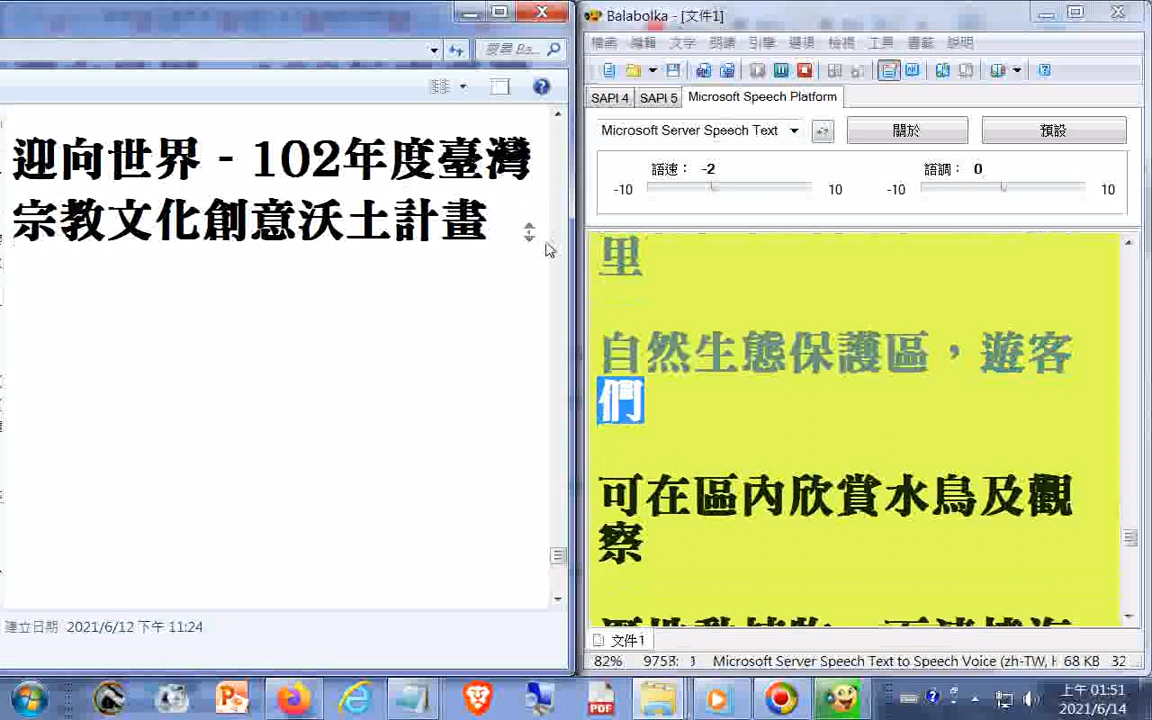 搜尋 Ba...
迎向世界 - 102年度臺灣
宗教文化創意沃土計畫
建立日期 2021/6/12 下午 11:24
Balabolka - [文件1]
檔案 編輯 文字 朗讀 引擎 選項 檢視 工具 書籤 說明
SAPI 4 SAPI 5 Microsoft Speech Platform
Microsoft Server Speech Text 關於 預設
語速： -2 語調： 0
-10 10 -10 10
里
自然生態保護區，遊客
們
可在區內欣賞水鳥及觀
察
文件1
82% Microsoft Server Speech Text to Speech Voice (zh-TW, H 68 KB 32
PDF
上午 01:51
2021/6/14